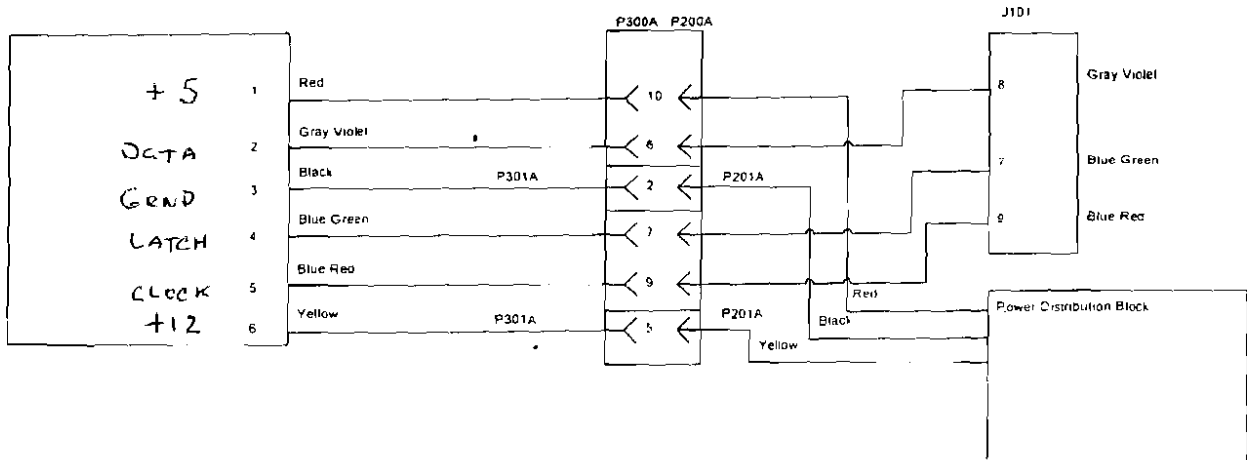 P300A P200A
J1D1
+ 5 1 Red 10 8 Gray Violet
DATA 2 Gray Violet 6
Black P301A 2 P201A 7 Blue Green
GRND 3
LATCH 4 Blue Green 7 9 Blue Red
CLOCK 5 Blue Red 9
Red Power Distribution Block
+12 6 Yellow P301A 5 P201A Black
Yellow